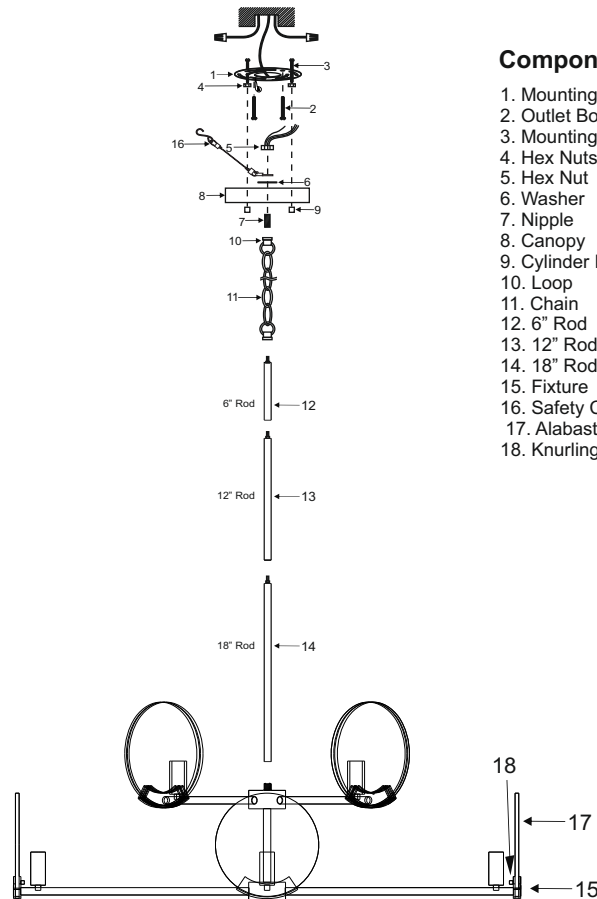 3
1
4
2
16
5
6
8
9
7
10
11
6" Rod
12
12" Rod
13
18" Rod
14
18
17
15
Compon
1. Mounting
2. Outlet Bo
3. Mounting
4. Hex Nuts
5. Hex Nut
6. Washer
7. Nipple
8. Canopy
9. Cylinder
10. Loop
11. Chain
12. 6” Rod
13. 12” Rod
14. 18” Rod
15. Fixture
16. Safety C
17. Alabast
18. Knurling